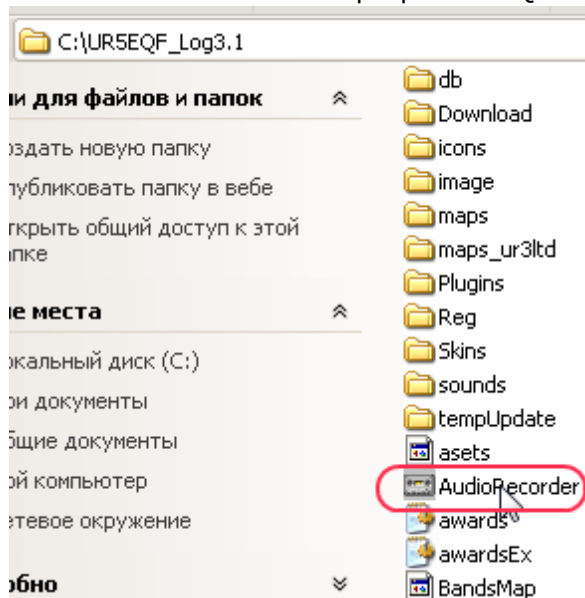 C:\UR5EQF_Log3.1
и для файлов и папок
оздать новую папку
публиковать папку в вебе
ткрыть общий доступ к этой
апке
ие места
окальный диск (C:)
ои документы
бщие документы
ой компьютер
етевое окружение
обно
db
Download
icons
image
maps
maps_ur3ltd
Plugins
Reg
Skins
sounds
tempUpdate
asets
AudioRecorder
awards
awardsEx
BandsMap